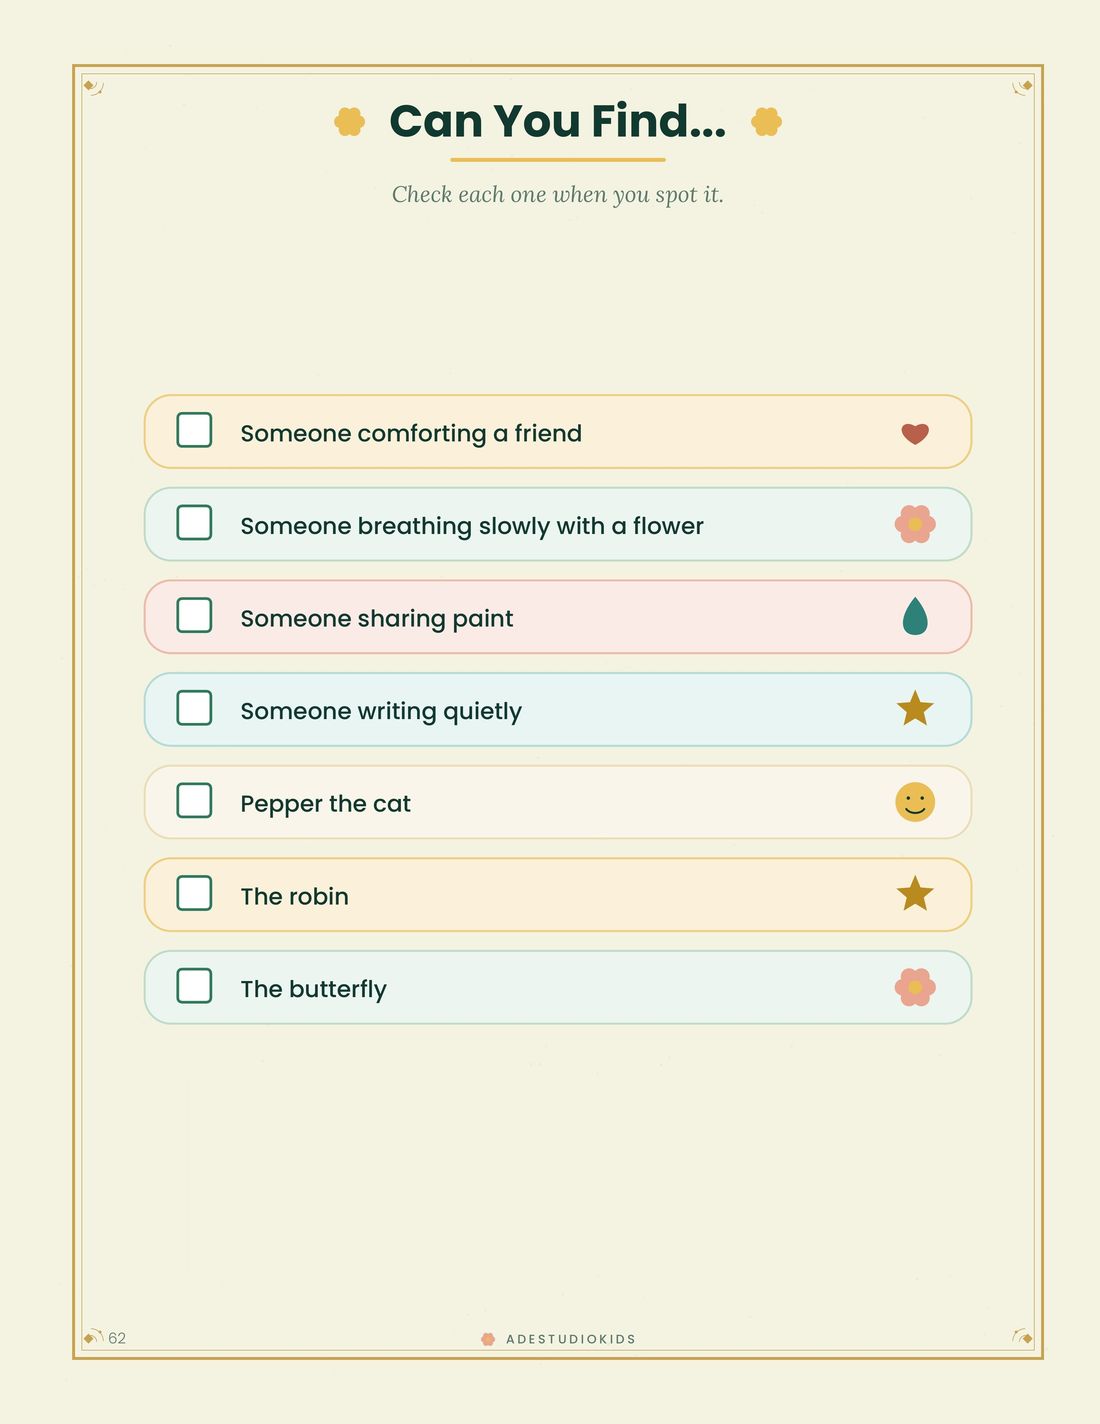 Can You Find...
Check each one when you spot it.
Someone comforting a friend
Someone breathing slowly with a flower
Someone sharing paint
Someone writing quietly
Pepper the cat
The robin
The butterfly
62
ADESTUDIOKIDS